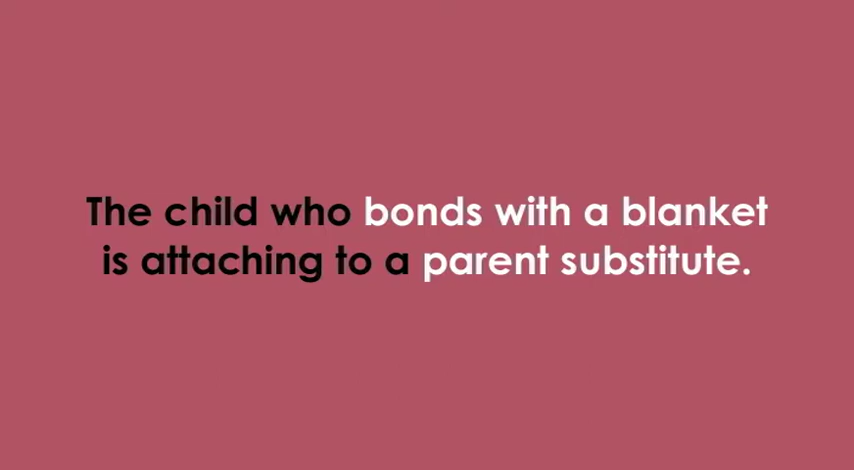 The child who bonds with a blanket
is attaching to a parent substitute.